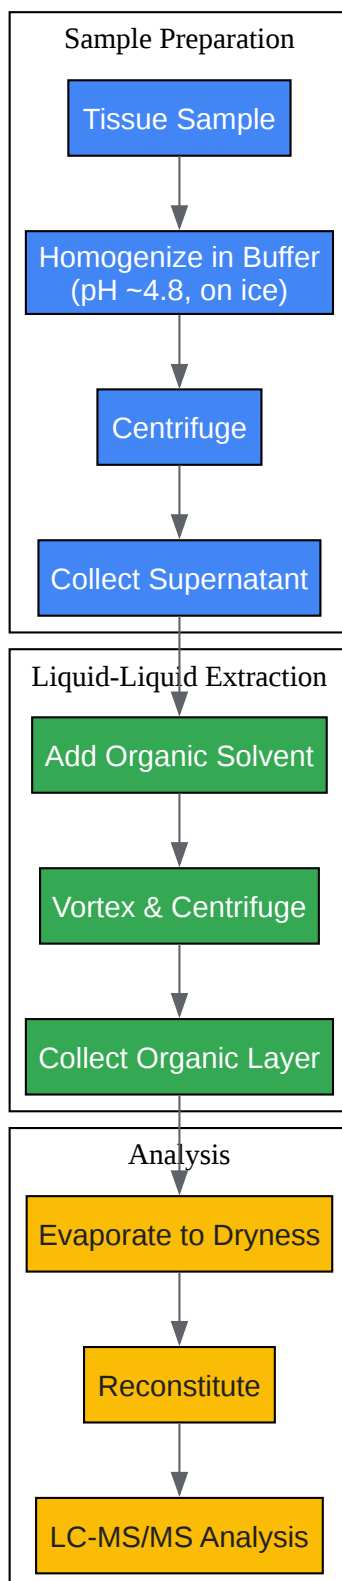 Sample Preparation
Tissue Sample
Homogenize in Buffer
(pH ~4.8, on ice)
Centrifuge
Collect Supernatant
Liquid-Liquid Extraction
Add Organic Solvent
Vortex & Centrifuge
Collect Organic Layer
Analysis
Evaporate to Dryness
Reconstitute
LC-MS/MS Analysis